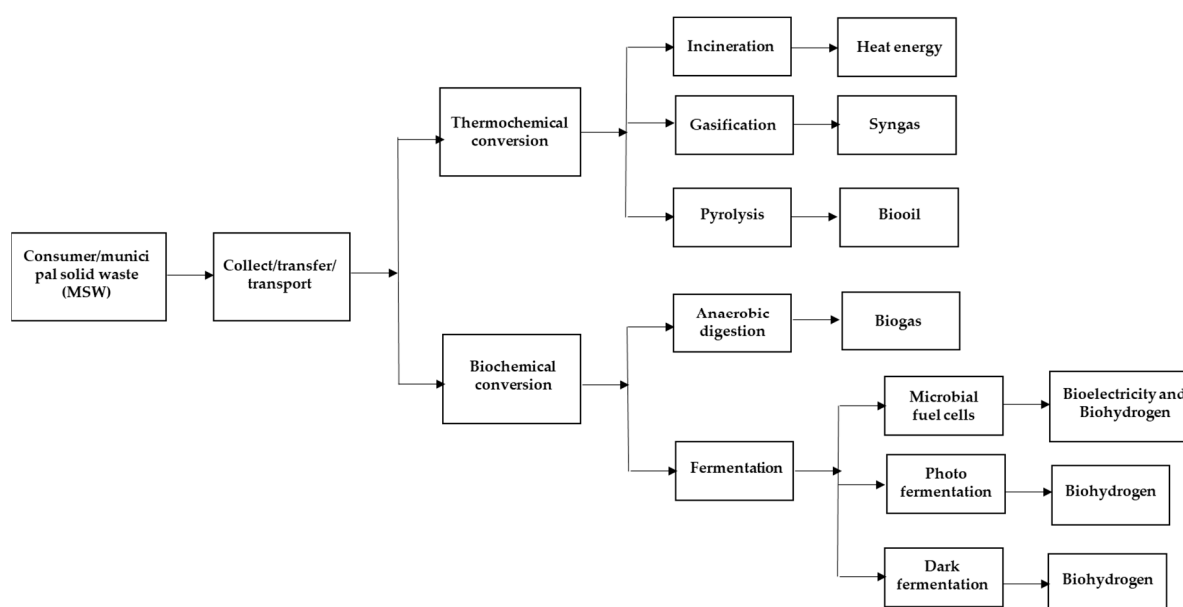 Incineration
Heat energy
Thermochemical
conversion
Gasification
Syngas
Pyrolysis
Biooil
Consumer/munici
pal solid waste
(MSW)
Collect/transfer/
transport
Anaerobic
digestion
Biogas
Biochemical
conversion
Microbial
fuel cells
Bioelectricity and
Biohydrogen
Fermentation
Photo
fermentation
Biohydrogen
Dark
fermentation
Biohydrogen